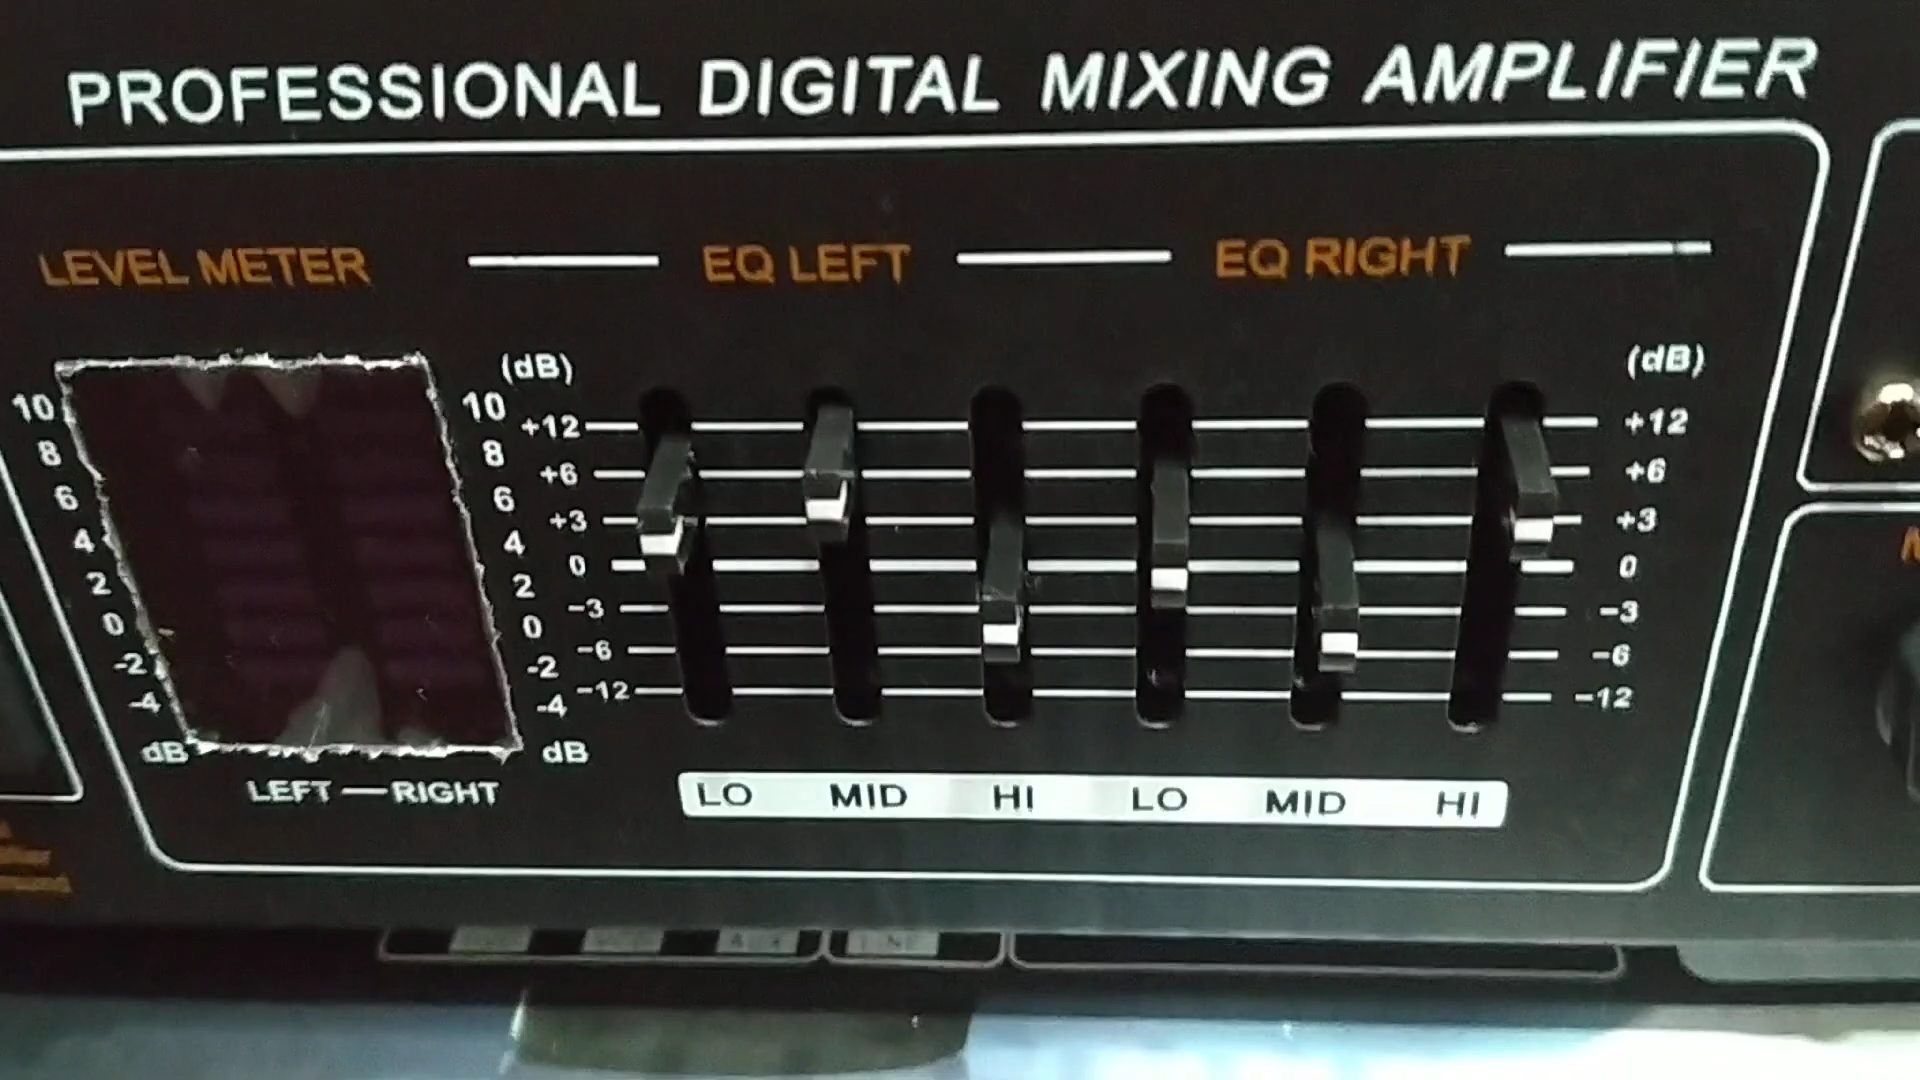 PROFESSIONAL DIGITAL MIXING AMPLIFIER
LEVEL METER EQ LEFT EQ RIGHT
(dB) (dB)
10 10 +12 +12
8 8 +6 +6
6 6 +3 +3
4 4 0 0
2 2 -3 -3
0 0 -6 -6
-2 -2 -12 -12
-4 -4
dB dB
LEFT — RIGHT
LO MID HI LO MID HI
AUX LINE